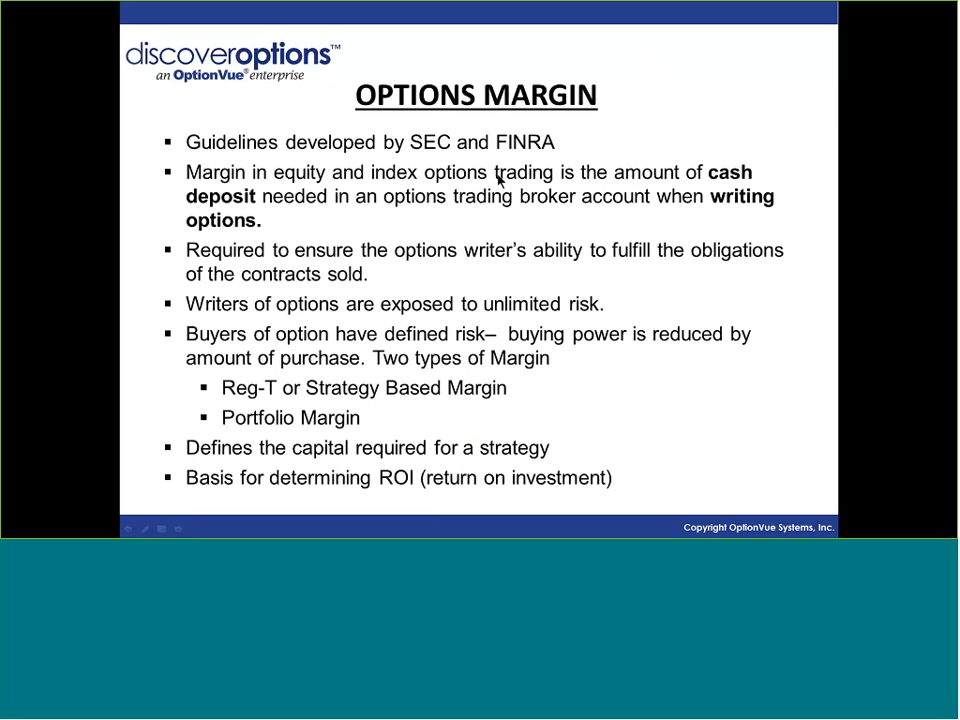 discoveroptions™
an OptionVue® enterprise
OPTIONS MARGIN
▪ Guidelines developed by SEC and FINRA
▪ Margin in equity and index options trading is the amount of cash
deposit needed in an options trading broker account when writing
options.
▪ Required to ensure the options writer’s ability to fulfill the obligations
of the contracts sold.
▪ Writers of options are exposed to unlimited risk.
▪ Buyers of option have defined risk– buying power is reduced by
amount of purchase. Two types of Margin
▪ Reg-T or Strategy Based Margin
▪ Portfolio Margin
▪ Defines the capital required for a strategy
▪ Basis for determining ROI (return on investment)
Copyright OptionVue Systems, Inc.